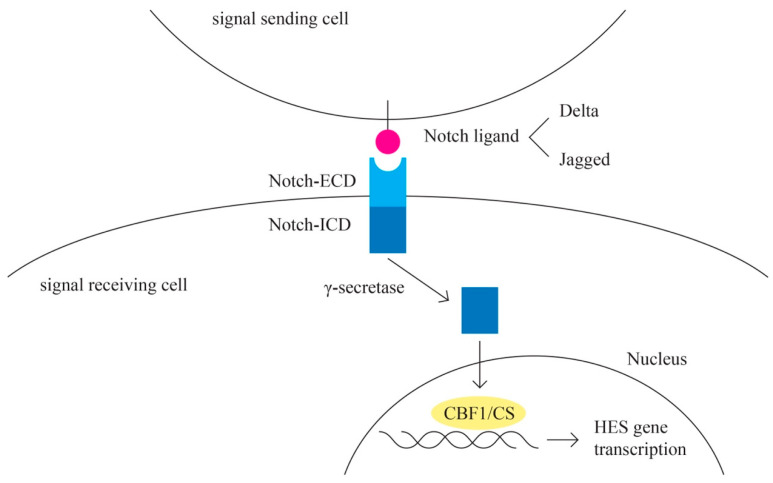 signal sending cell
Delta
Notch ligand
Jagged
Notch-ECD
Notch-ICD
signal receiving cell
γ-secretase
Nucleus
CBF1/CS
HES gene
transcription